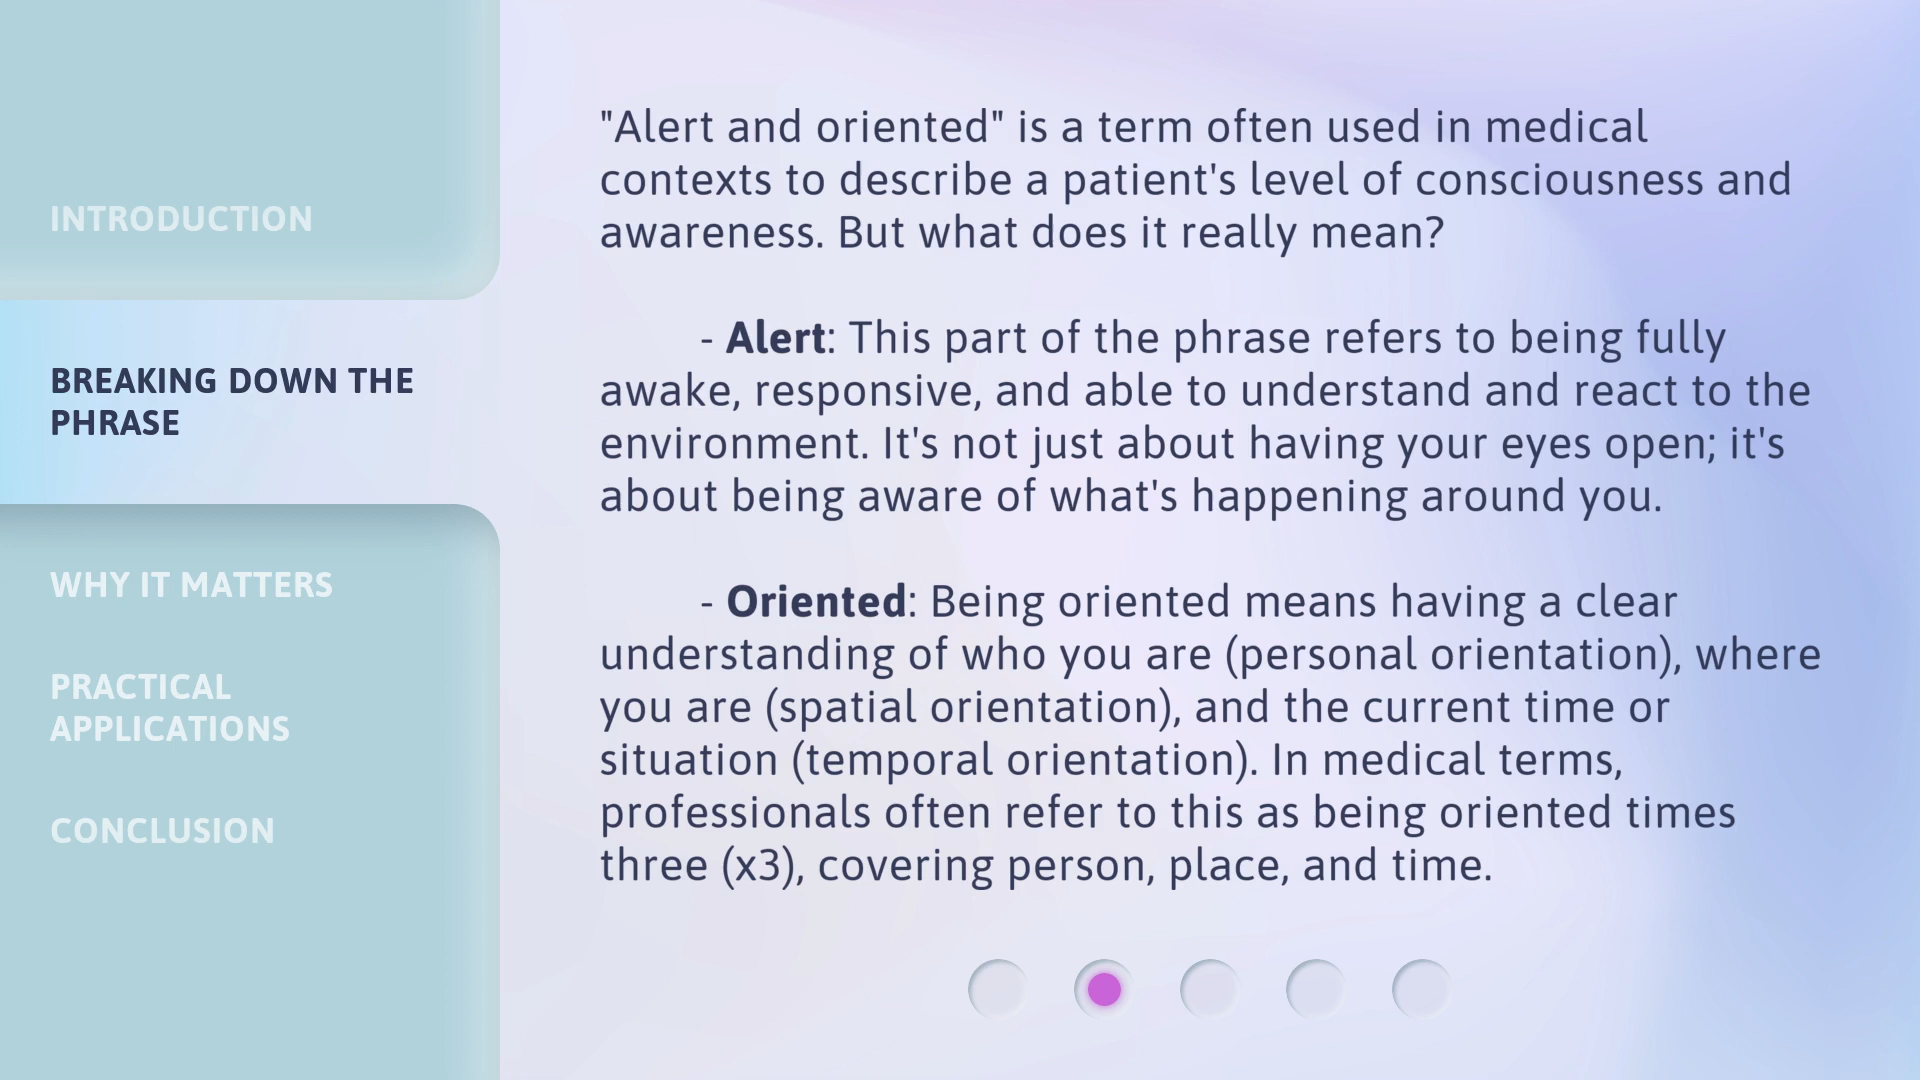 INTRODUCTION
BREAKING DOWN THE
PHRASE
WHY IT MATTERS
PRACTICAL
APPLICATIONS
CONCLUSION
"Alert and oriented" is a term often used in medical
contexts to describe a patient's level of consciousness and
awareness. But what does it really mean?
- Alert: This part of the phrase refers to being fully
awake, responsive, and able to understand and react to the
environment. It's not just about having your eyes open; it's
about being aware of what's happening around you.
- Oriented: Being oriented means having a clear
understanding of who you are (personal orientation), where
you are (spatial orientation), and the current time or
situation (temporal orientation). In medical terms,
professionals often refer to this as being oriented times
three (x3), covering person, place, and time.